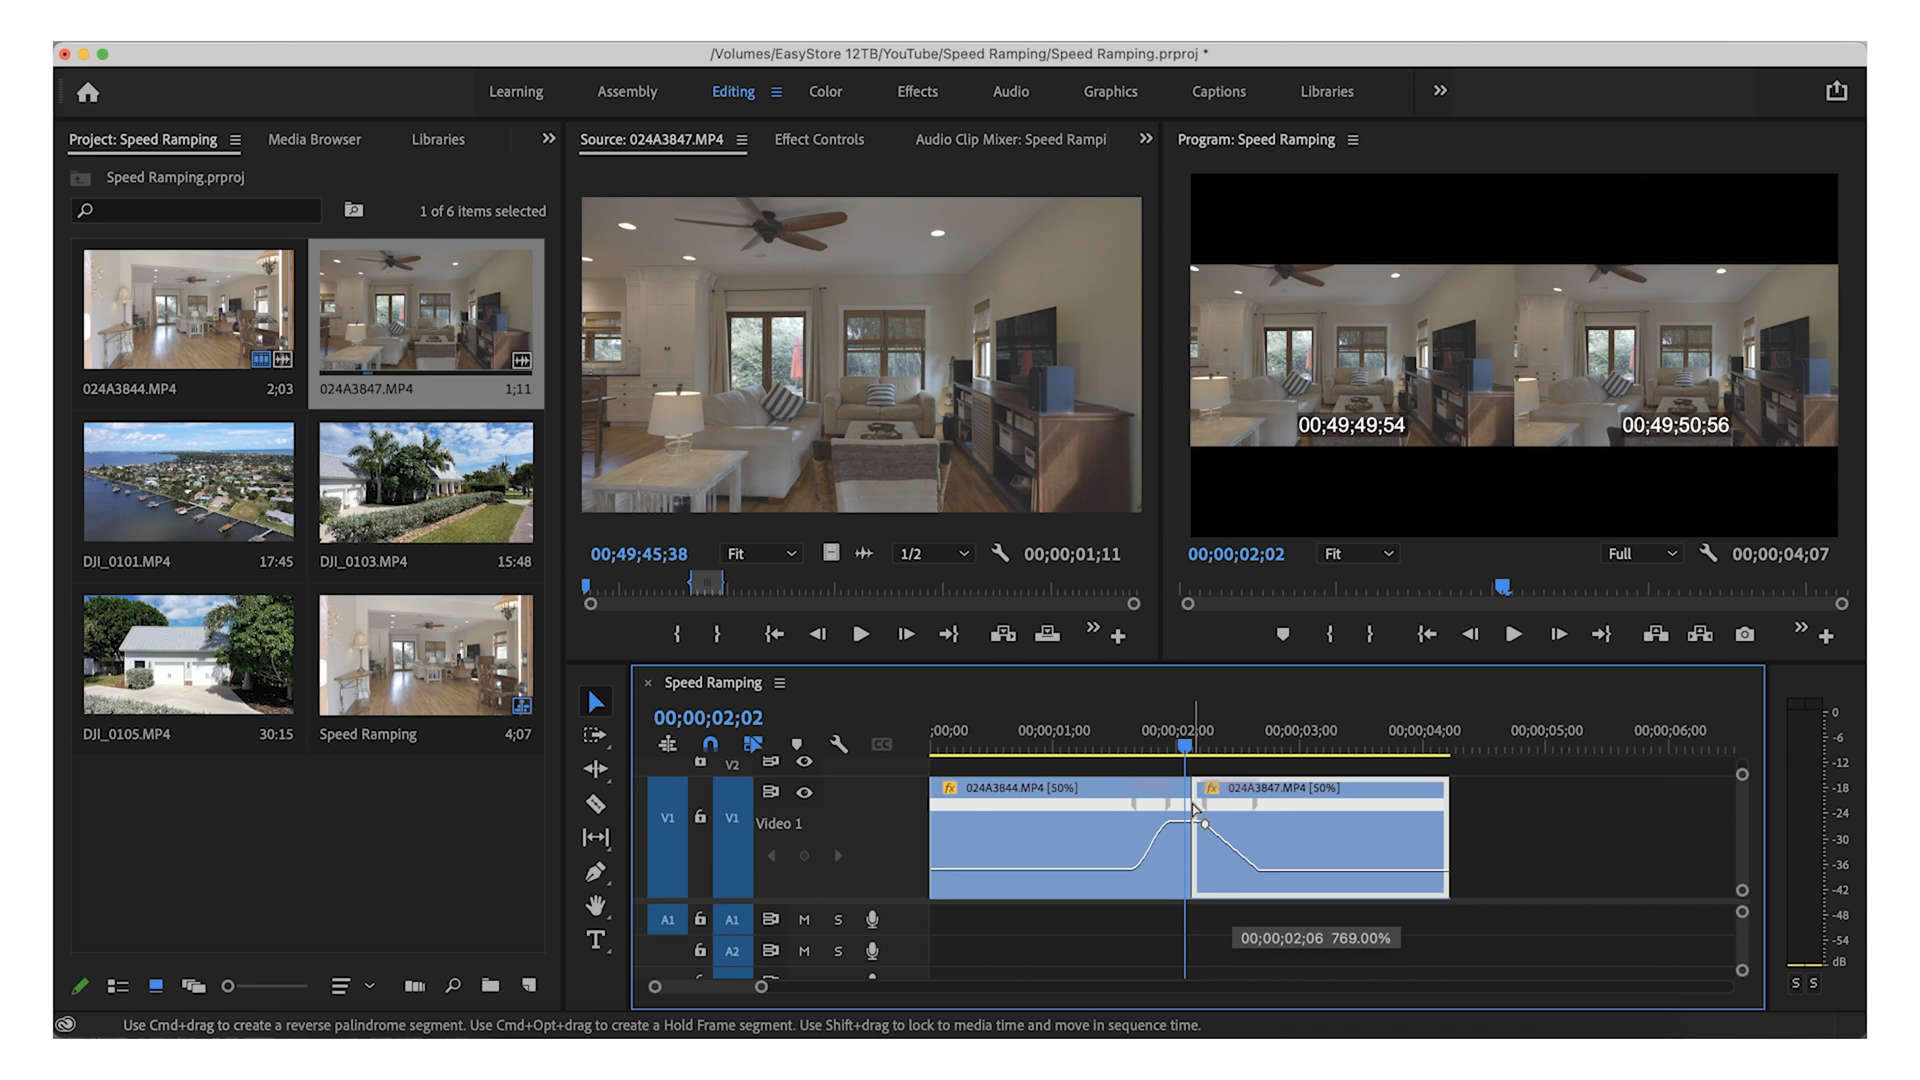 /Volumes/EasyStore 12TB/YouTube/Speed Ramping/Speed Ramping.prproj *
Learning Assembly Editing Color Effects Audio Graphics Captions Libraries
Project: Speed Ramping Media Browser Libraries
Speed Ramping.prproj
1 of 6 items selected
024A3844.MP4 2;03
024A3847.MP4 1;11
DJI_0101.MP4 17:45
DJI_0103.MP4 15:48
DJI_0105.MP4 30:15
Speed Ramping 4;07
Source: 024A3847.MP4 Effect Controls Audio Clip Mixer: Speed Rampi
00;49;45;38 Fit 1/2 00;00;01;11
Program: Speed Ramping
00;49;49;54 00;49;50;56
00;00;02;02 Fit Full 00;00;04;07
Speed Ramping
00;00;02;02
CC
;00;00 00;00;01;00 00;00;02;00 00;00;03;00 00;00;04;00 00;00;05;00 00;00;06;00
V2
fx 024A3844.MP4 [50%] fx 024A3847.MP4 [50%]
V1 V1 Video 1
A1 A1 M S
A2 M S
00;00;02;06 769.00%
T
0
-6
-12
-18
-24
-30
-36
-42
-48
-54
dB
S S
Use Cmd+drag to create a reverse palindrome segment. Use Cmd+Opt+drag to create a Hold Frame segment. Use Shift+drag to lock to media time and move in sequence time.